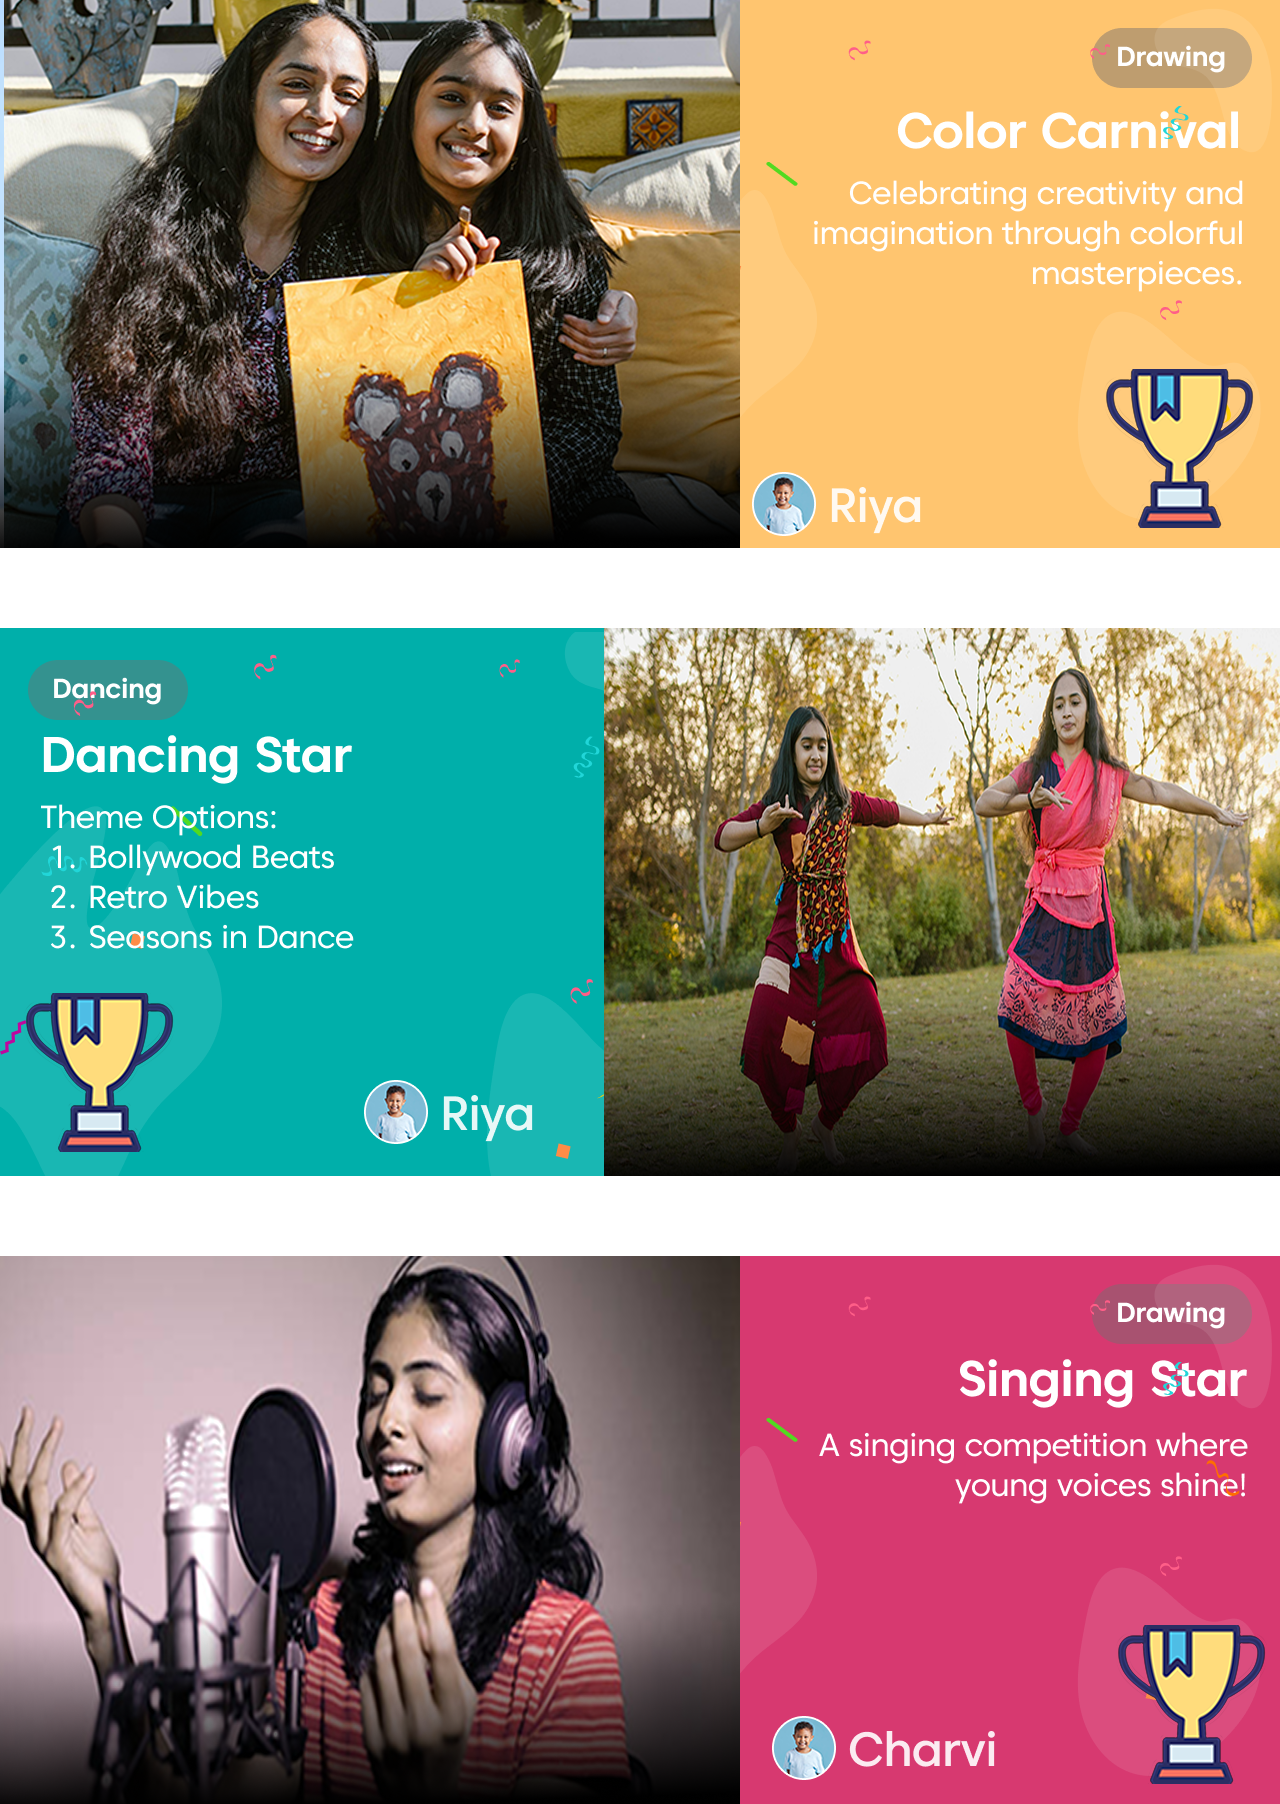 Drawing
Color Carnival
Celebrating creativity and
imagination through colorful
masterpieces.
Riya
Dancing
Dancing Star
Theme Options:
1. Bollywood Beats
2. Retro Vibes
3. Seasons in Dance
Riya
Drawing
Singing Star
A singing competition where
young voices shine!
Charvi